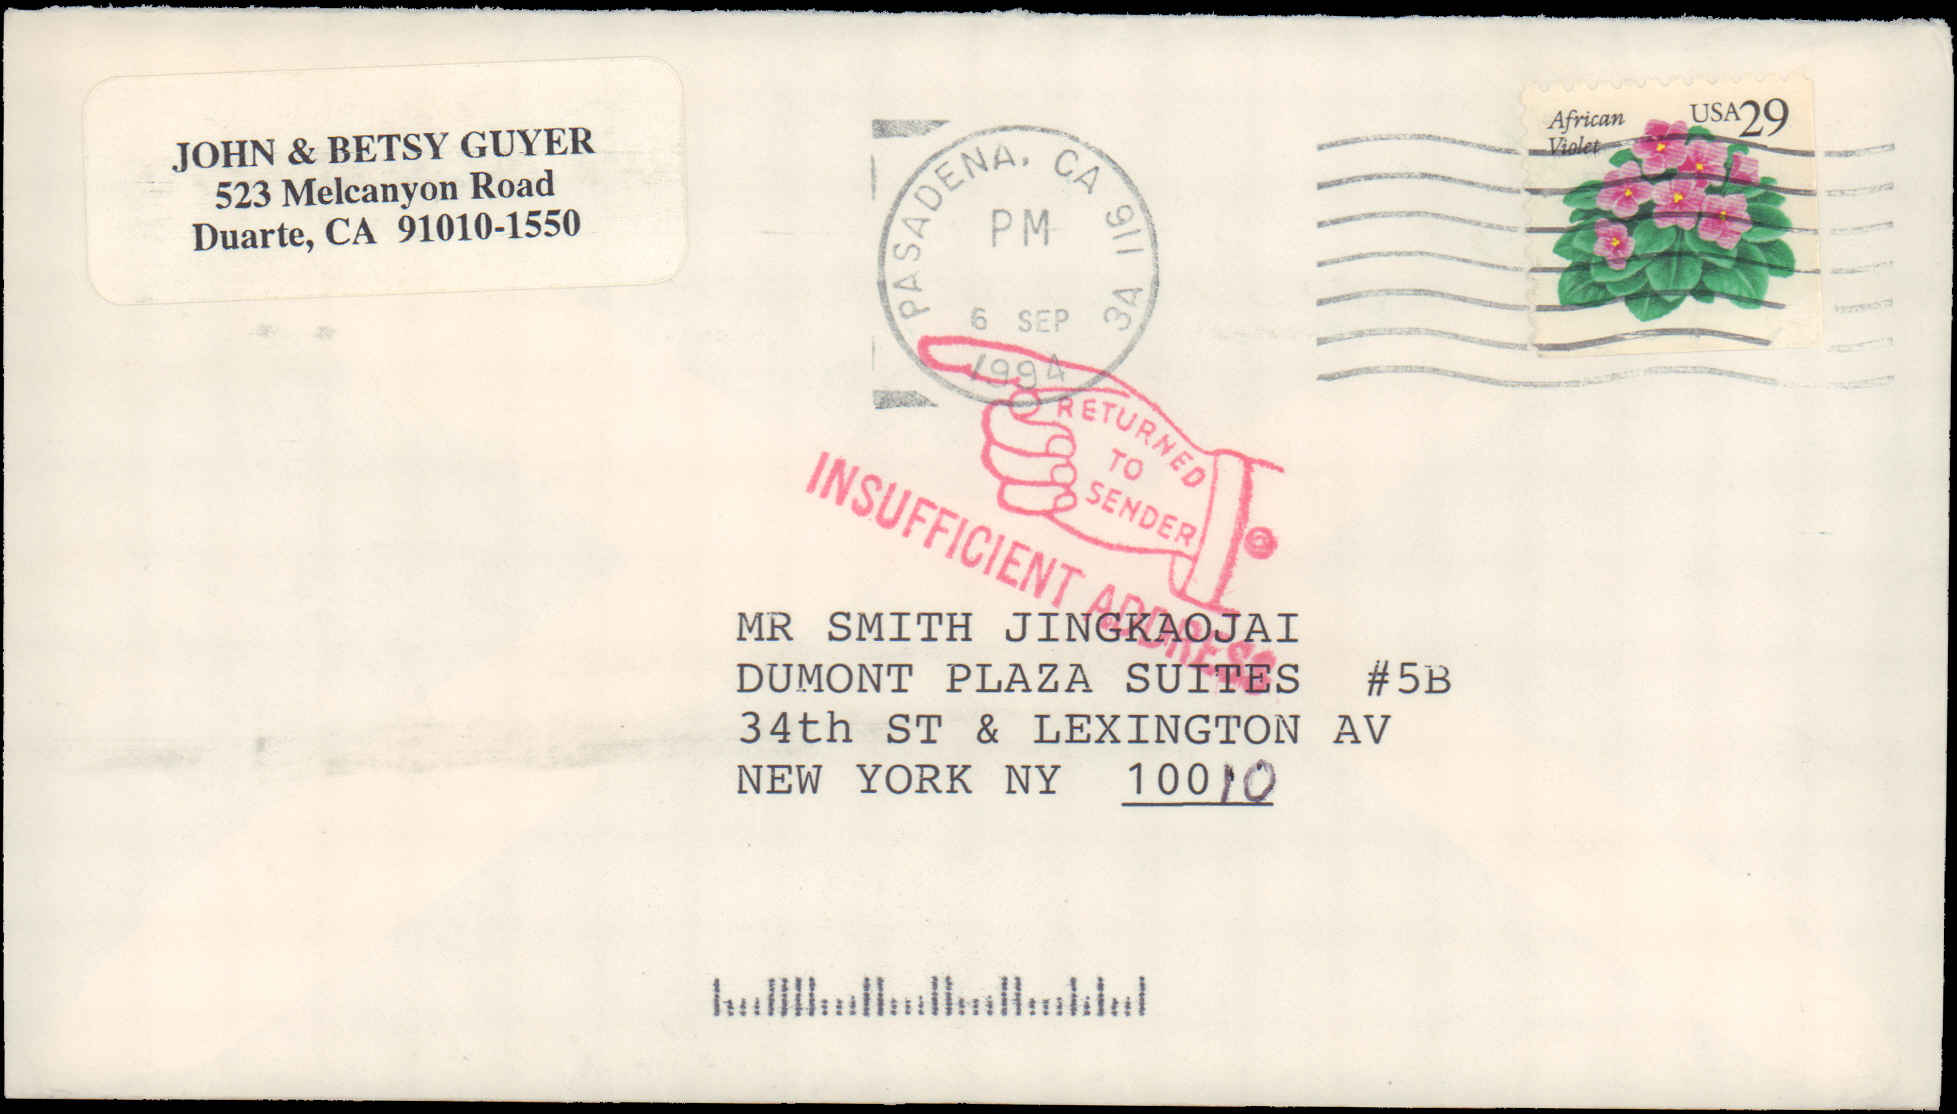 JOHN & BETSY GUYER
523 Melcanyon Road
Duarte, CA 91010-1550
PASADENA, CA 911 3A
PM
6 SEP
1994
African
Violet
USA29
RETURNED
TO
SENDER
INSUFFICIENT ADDRESS
MR SMITH JINGKAOJAI
DUMONT PLAZA SUITES #5B
34th ST & LEXINGTON AV
NEW YORK NY 10010